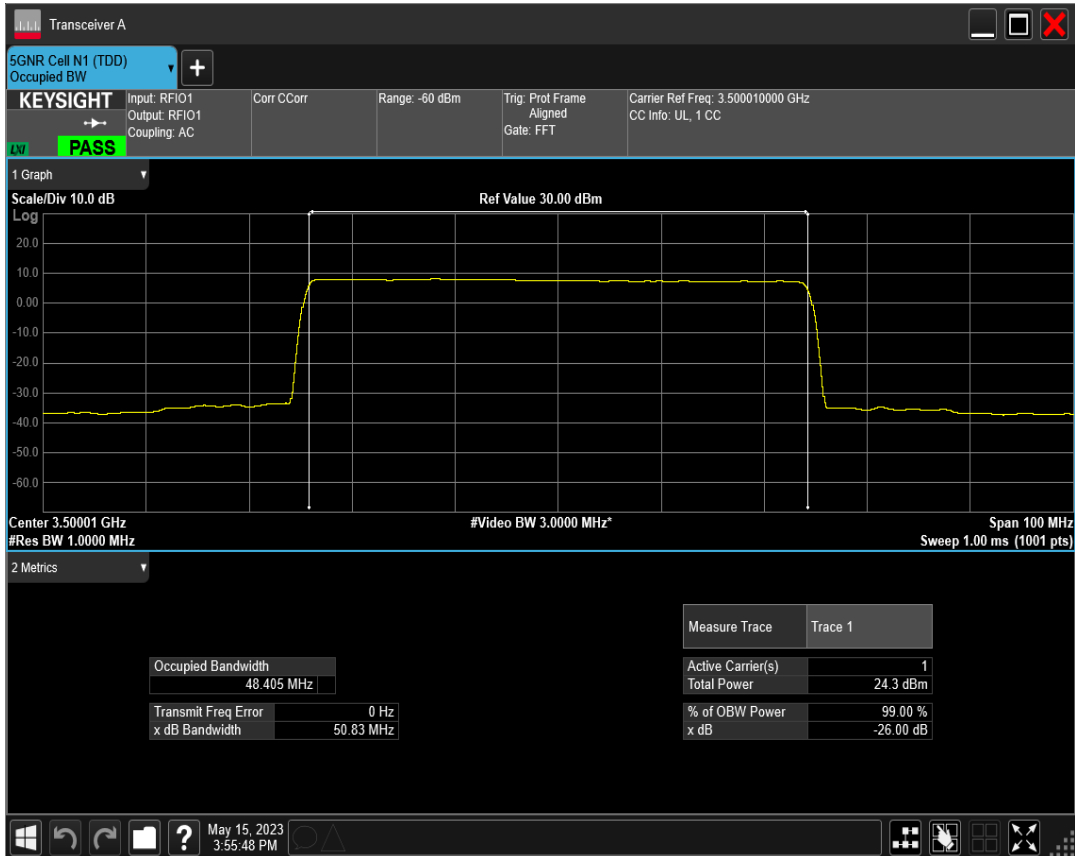 Transceiver A
5GNR Cell N1 (TDD)
Occupied BW
+
KEYSIGHT
LXI
PASS
Input: RFIO1
Output: RFIO1
Coupling: AC
Corr CCorr
Range: -60 dBm
Trig: Prot Frame
Aligned
Gate: FFT
Carrier Ref Freq: 3.500010000 GHz
CC Info: UL, 1 CC
1 Graph
Scale/Div 10.0 dB
Ref Value 30.00 dBm
Log
20.0
10.0
0.00
-10.0
-20.0
-30.0
-40.0
-50.0
-60.0
Center 3.50001 GHz
#Video BW 3.0000 MHz*
Span 100 MHz
#Res BW 1.0000 MHz
Sweep 1.00 ms (1001 pts)
2 Metrics
Measure Trace Trace 1
Occupied Bandwidth
48.405 MHz
Active Carrier(s) 1
Total Power 24.3 dBm
Transmit Freq Error 0 Hz
x dB Bandwidth 50.83 MHz
% of OBW Power 99.00 %
x dB -26.00 dB
?
May 15, 2023
3:55:48 PM